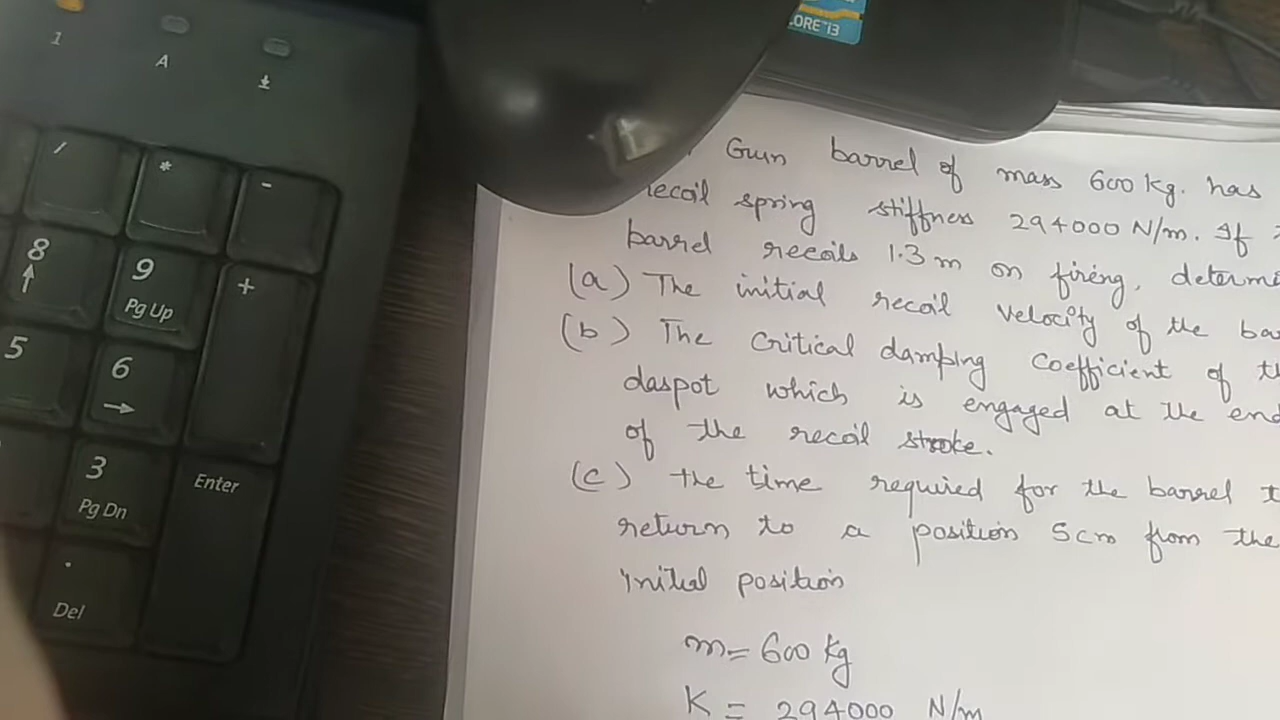 1
A
/
*
-
8
9
Pg Up
+
5
6
3
Pg Dn
Enter
.
Del
ORE i3
Gun barrel of mass 600 kg. has
recoil spring stiffness 294000 N/m. If
barrel recoils 1.3 m on firing,
(a) The initial recoil velocity of the
(b) The critical damping coefficient of
daspot which is engaged at the
of the recoil stroke.
(c) the time required for the barrel
return to a position 5cm from the
initial position
m = 600 kg
K = 294000 N/m